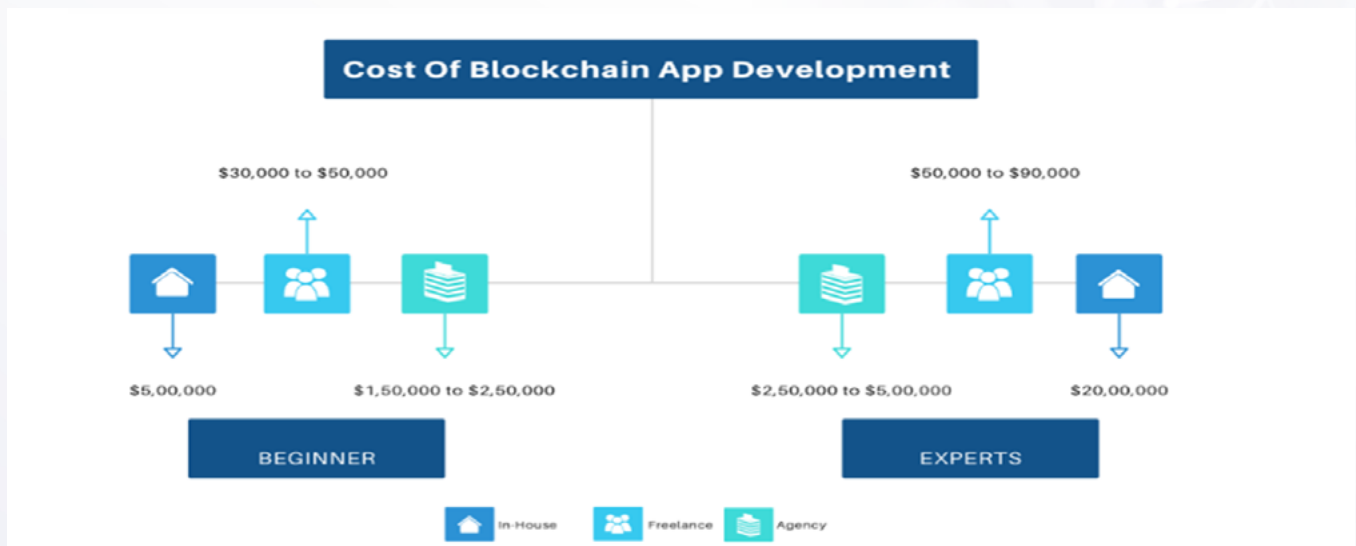 Cost Of Blockchain App Development
$30,000 to $50,000
$50,000 to $90,000
$5,00,000
$1,50,000 to $2,50,000
$2,50,000 to $5,00,000
$20,00,000
BEGINNER
EXPERTS
In-House
Freelance
Agency